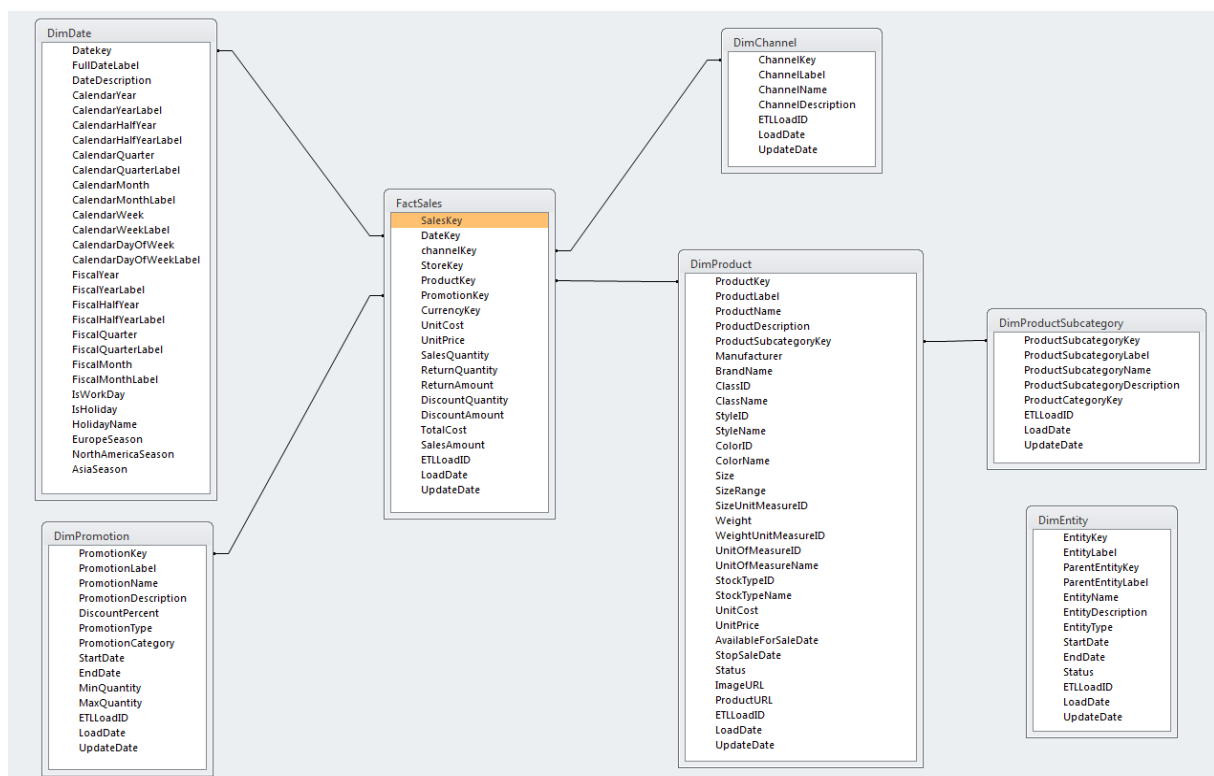 DimDate
Datekey
FullDateLabel
DateDescription
CalendarYear
CalendarYearLabel
CalendarHalfYear
CalendarHalfYearLabel
CalendarQuarter
CalendarQuarterLabel
CalendarMonth
CalendarMonthLabel
CalendarWeek
CalendarWeekLabel
CalendarDayOfWeek
CalendarDayOfWeekLabel
FiscalYear
FiscalYearLabel
FiscalHalfYear
FiscalHalfYearLabel
FiscalQuarter
FiscalQuarterLabel
FiscalMonth
FiscalMonthLabel
IsWorkDay
IsHoliday
HolidayName
EuropeSeason
NorthAmericaSeason
AsiaSeason
DimPromotion
PromotionKey
PromotionLabel
PromotionName
PromotionDescription
DiscountPercent
PromotionType
PromotionCategory
StartDate
EndDate
MinQuantity
MaxQuantity
ETLLoadID
LoadDate
UpdateDate
FactSales
SalesKey
DateKey
channelKey
StoreKey
ProductKey
PromotionKey
CurrencyKey
UnitCost
UnitPrice
SalesQuantity
ReturnQuantity
ReturnAmount
DiscountQuantity
DiscountAmount
TotalCost
SalesAmount
ETLLoadID
LoadDate
UpdateDate
DimChannel
ChannelKey
ChannelLabel
ChannelName
ChannelDescription
ETLLoadID
LoadDate
UpdateDate
DimProduct
ProductKey
ProductLabel
ProductName
ProductDescription
ProductSubcategoryKey
Manufacturer
BrandName
ClassID
ClassName
StyleID
StyleName
ColorID
ColorName
Size
SizeRange
SizeUnitMeasureID
Weight
WeightUnitMeasureID
UnitOfMeasureID
UnitOfMeasureName
StockTypeID
StockTypeName
UnitCost
UnitPrice
AvailableForSaleDate
StopSaleDate
Status
ImageURL
ProductURL
ETLLoadID
LoadDate
UpdateDate
DimProductSubcategory
ProductSubcategoryKey
ProductSubcategoryLabel
ProductSubcategoryName
ProductSubcategoryDescription
ProductCategoryKey
ETLLoadID
LoadDate
UpdateDate
DimEntity
EntityKey
EntityLabel
ParentEntityKey
ParentEntityLabel
EntityName
EntityDescription
EntityType
StartDate
EndDate
Status
ETLLoadID
LoadDate
UpdateDate